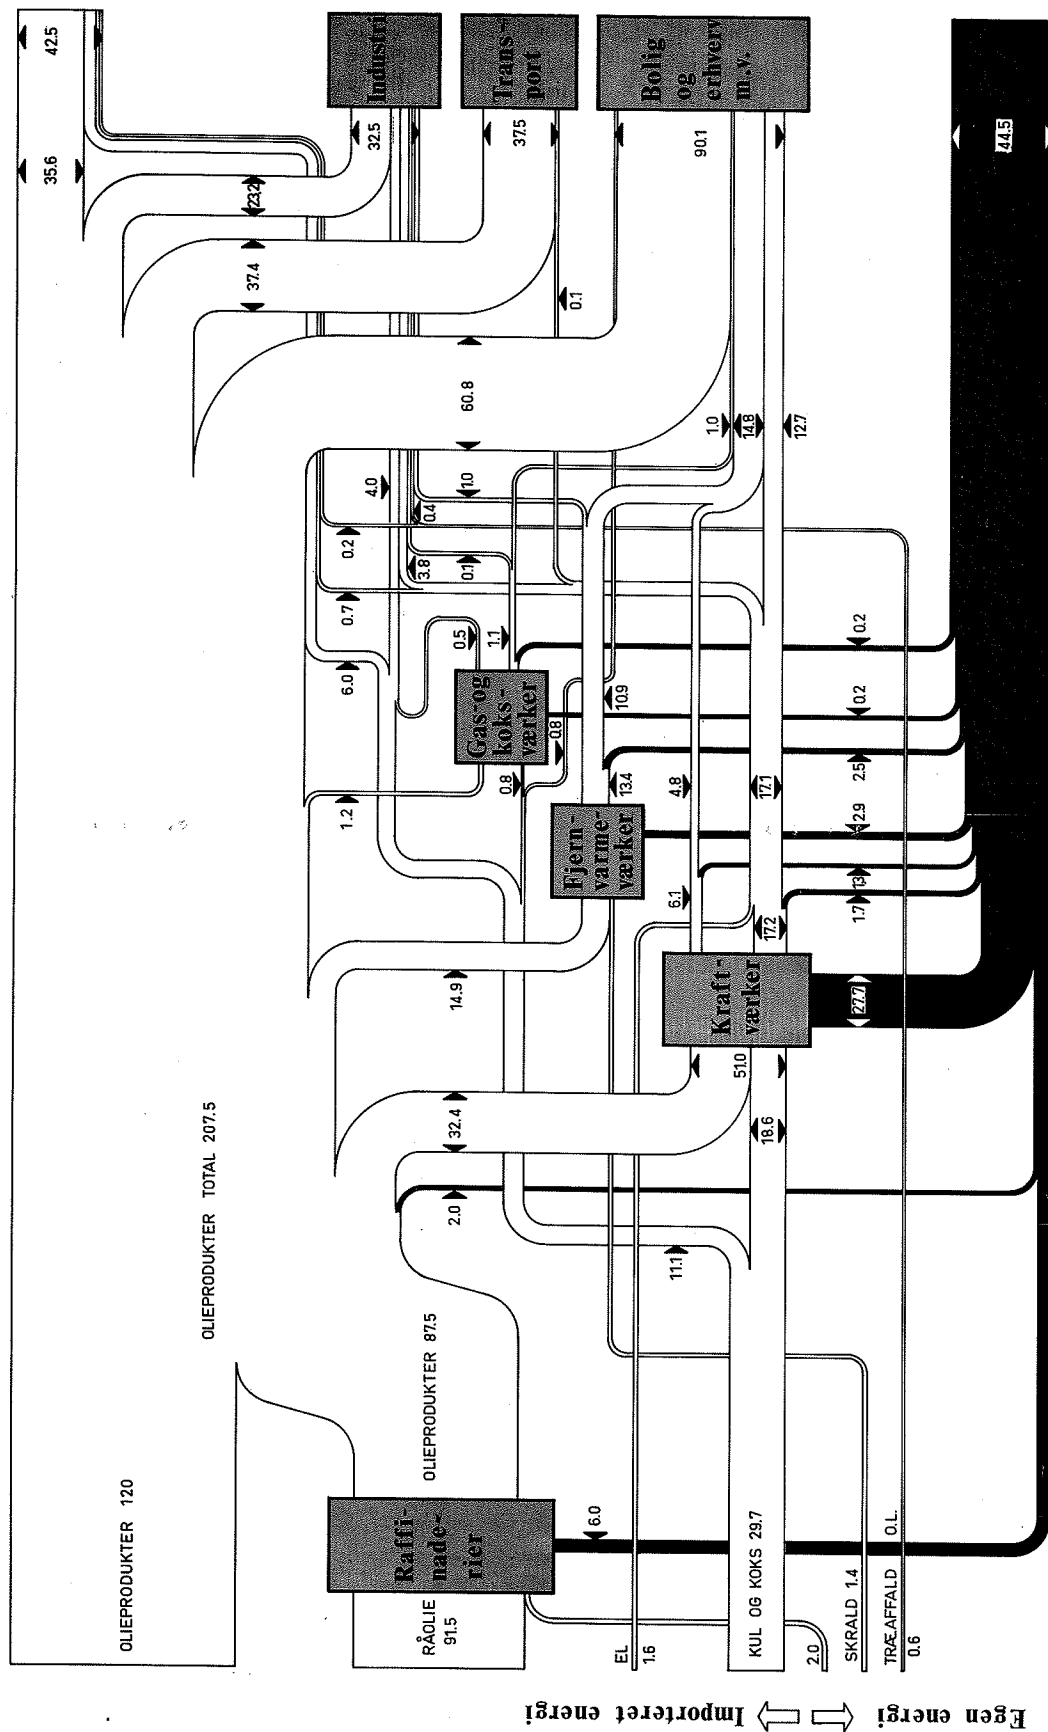 OLIEPRODUKTER 120
OLIEPRODUKTER TOTAL 207.5
35.6
42.5
RÅOLIE
91.5
Raffi-
nade-
rier
OLIEPRODUKTER 87.5
6.0
2.0
32.4
14.9
1.2
6.0
0.7
0.2
4.0
60.8
37.4
23.2
Industri
32.5
Trans-
port
37.5
Bolig
og
erhverv
m.v.
90.1
0.1
1.0
14.8
12.7
1.0
0.4
0.1
3.8
0.5
1.1
Gas-og
koks-
værker
0.8
0.8
10.9
13.4
Fjern-
varme-
værker
4.8
6.1
17.1
17.2
Kraft-
værker
51.0
18.6
11.1
27.7
1.7
1.3
2.9
2.5
0.2
0.2
44.5
EL
1.6
KUL OG KOKS 29.7
2.0
SKRALD 1.4
TRÆAFFALD O.L.
0.6
Egen energi
Importeret energi